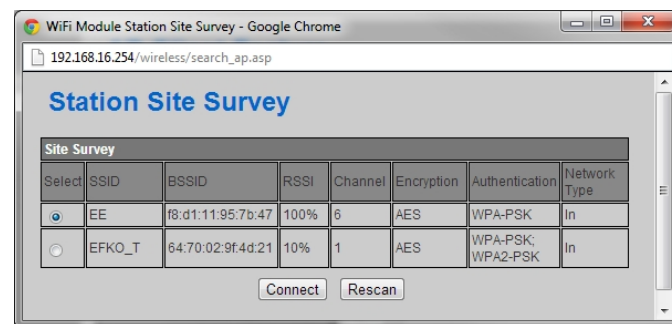 WiFi Module Station Site Survey - Google Chrome
192.168.16.254/wireless/search_ap.asp
Station Site Survey
Site Survey
Select SSID BSSID RSSI Channel Encryption Authentication Network Type
EE f8:d1:11:95:7b:47 100% 6 AES WPA-PSK In
EFKO_T 64:70:02:9f:4d:21 10% 1 AES WPA-PSK; WPA2-PSK In
Connect Rescan